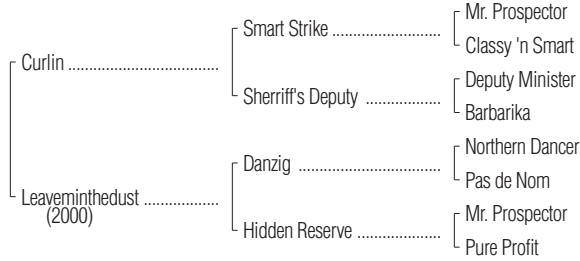 Mr. Prospector
Smart Strike ......................
Classy 'n Smart
Curlin ..........................................
Deputy Minister
Sherriff's Deputy ....................
Barbarika
Northern Dancer
Danzig ..................................
Pas de Nom
Leaveminthedust .....................
(2000)
Mr. Prospector
Hidden Reserve ......................
Pure Profit